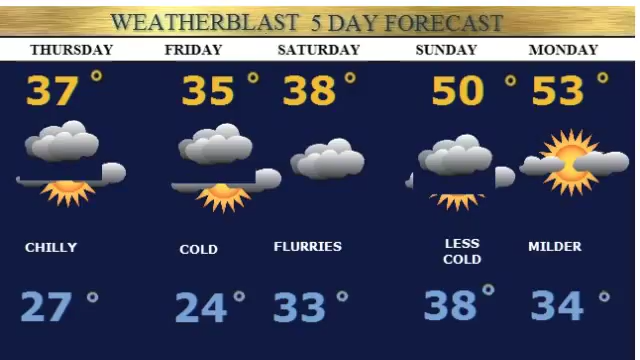 WEATHERBLAST 5 DAY FORECAST
THURSDAY FRIDAY SATURDAY SUNDAY MONDAY
37° 35° 38° 50° 53°
CHILLY COLD FLURRIES LESS COLD MILDER
27° 24° 33° 38° 34°